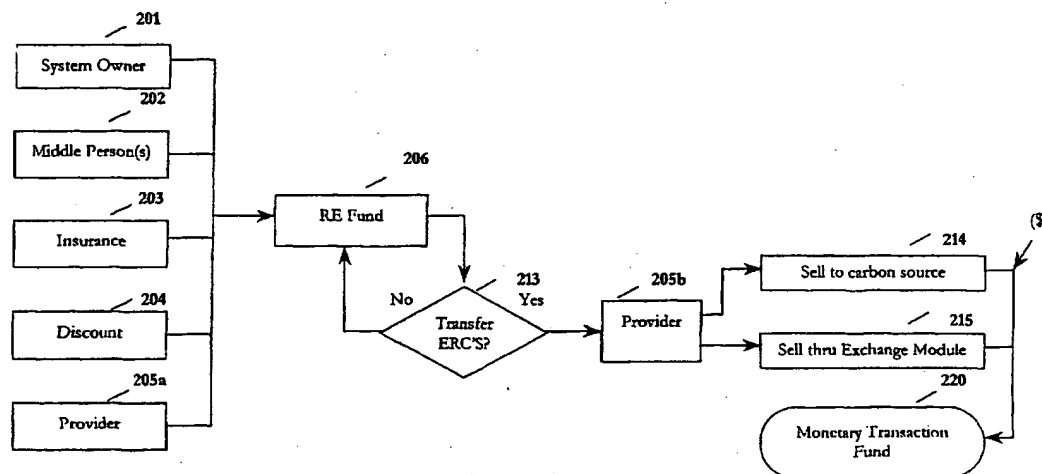 201
System Owner
202
Middle Person(s)
203
Insurance
204
Discount
205a
Provider
206
RE Fund
213
No
Yes
Transfer
ERC'S?
205b
Provider
214
Sell to carbon source
215
Sell thru Exchange Module
220
Monetary Transaction
Fund
($